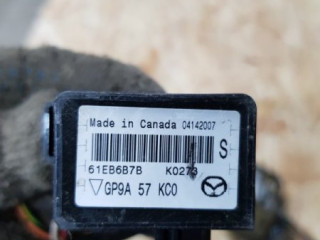 Made in Canada 04142007
S
61EB6B7B K0273
GP9A 57 KC0